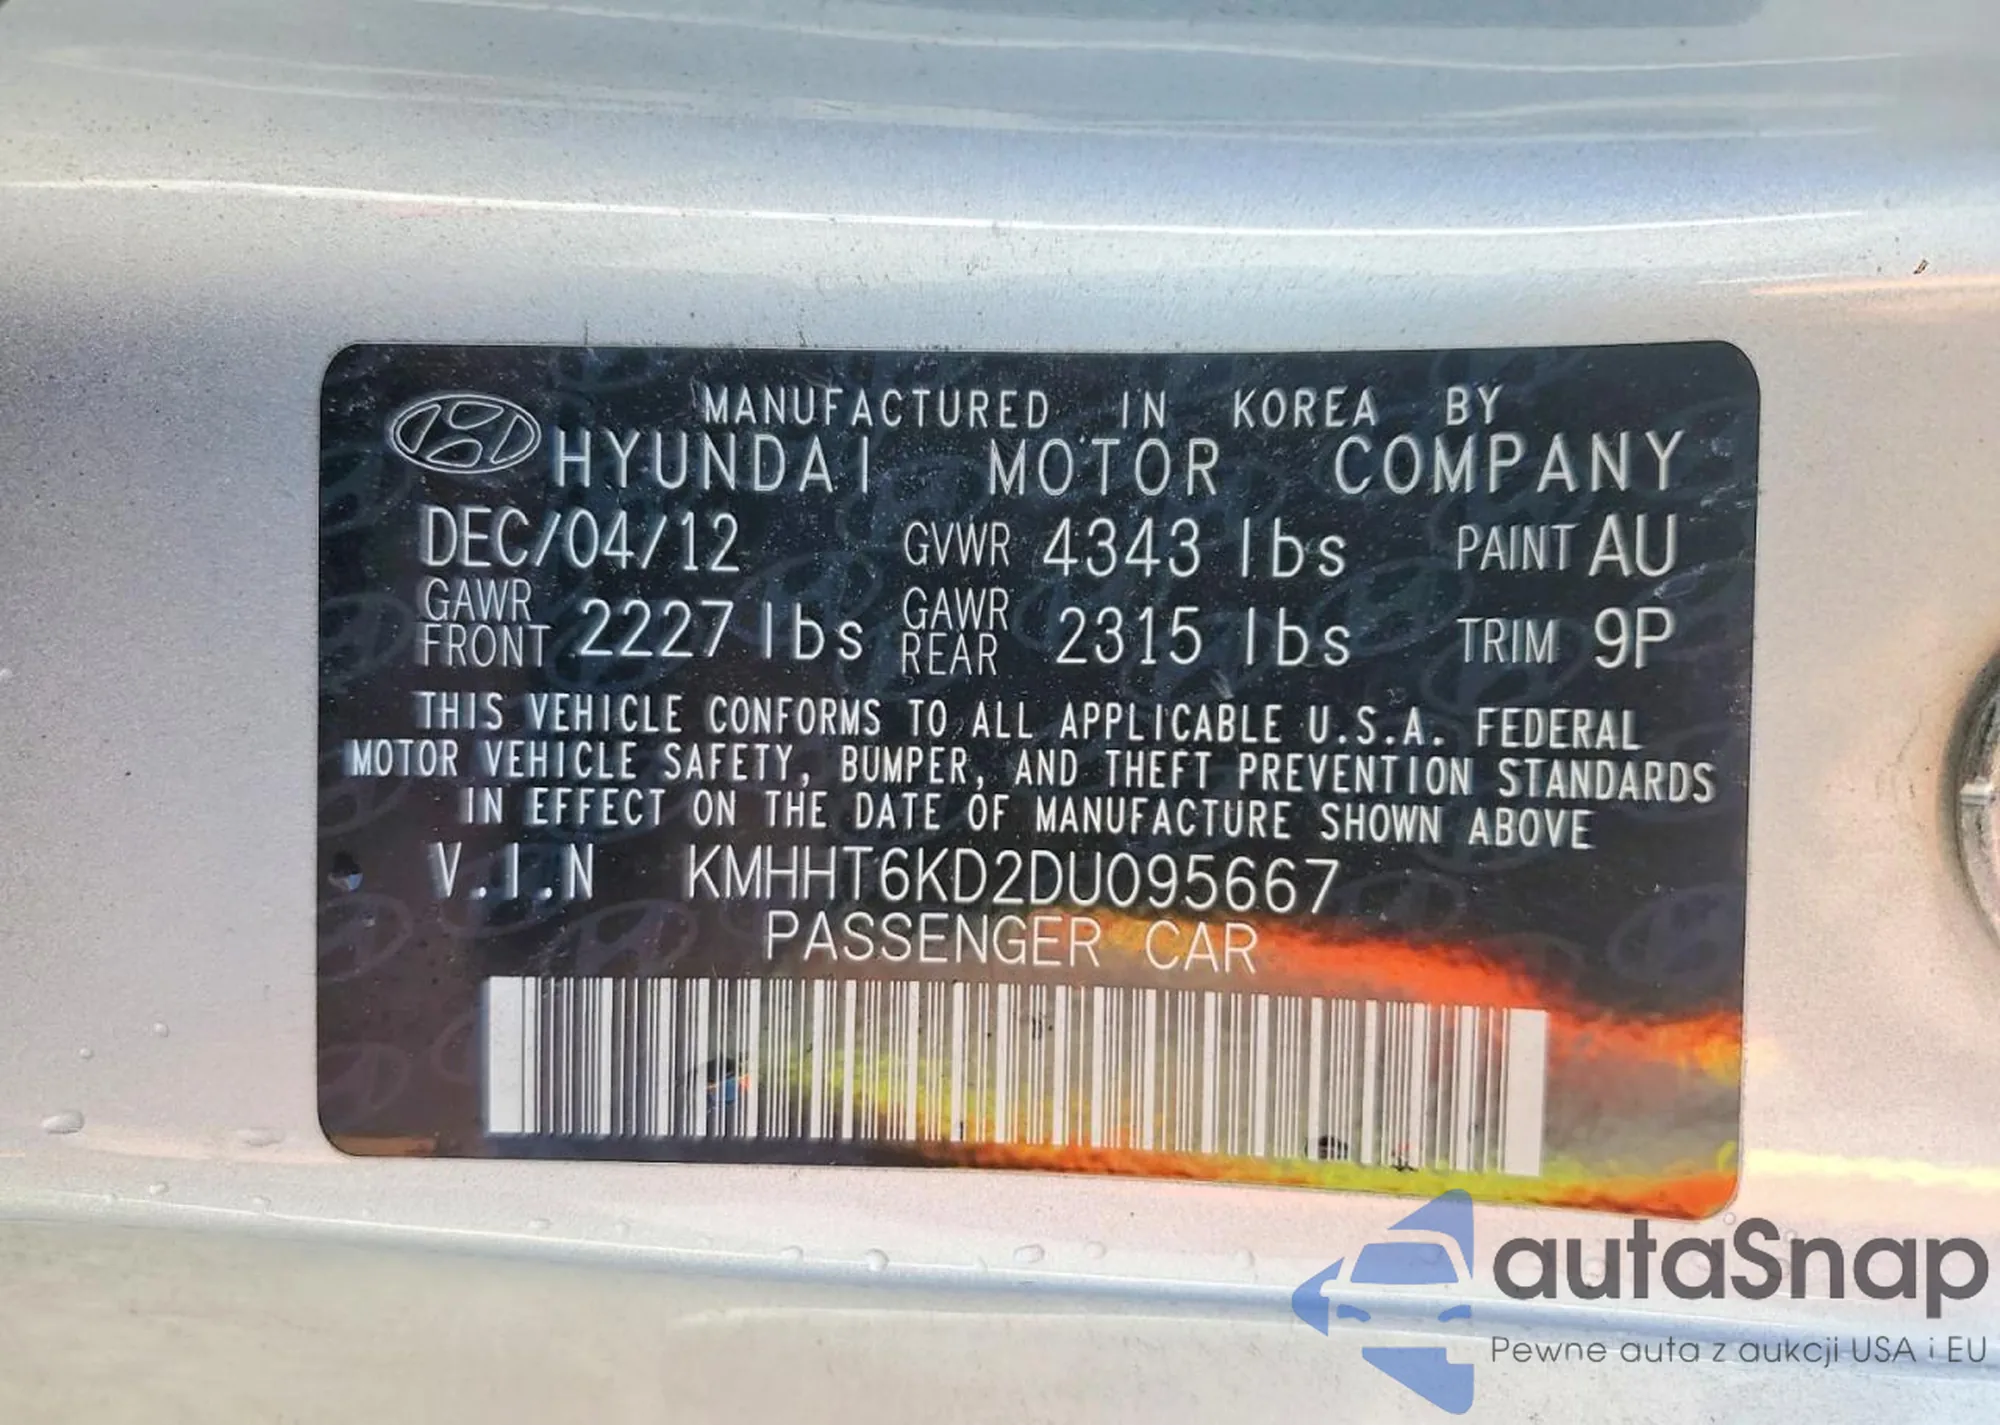 MANUFACTURED IN KOREA BY
HYUNDAI MOTOR COMPANY
DEC/04/12 GVWR 4343 lbs PAINT AU
GAWR FRONT 2227 lbs GAWR REAR 2315 lbs TRIM 9P
THIS VEHICLE CONFORMS TO ALL APPLICABLE U.S.A. FEDERAL
MOTOR VEHICLE SAFETY, BUMPER, AND THEFT PREVENTION STANDARDS
IN EFFECT ON THE DATE OF MANUFACTURE SHOWN ABOVE
V.I.N KMHHT6KD2DU095667
PASSENGER CAR
autaSnap
Pewne auta z aukcji USA i EU